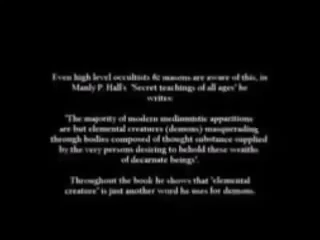 Even high level occultists & masons are aware of this, in
Manly P. Hall's 'Secret teachings of all ages' he
writes:
'The majority of modern mediumistic apparitions
are but elemental creatures (demons) masquerading
through bodies composed of thought substance supplied
by the very persons desiring to behold these wraiths
of decarnate beings'.
Throughout the book he shows that 'elemental
creature' is just another word he uses for demons.